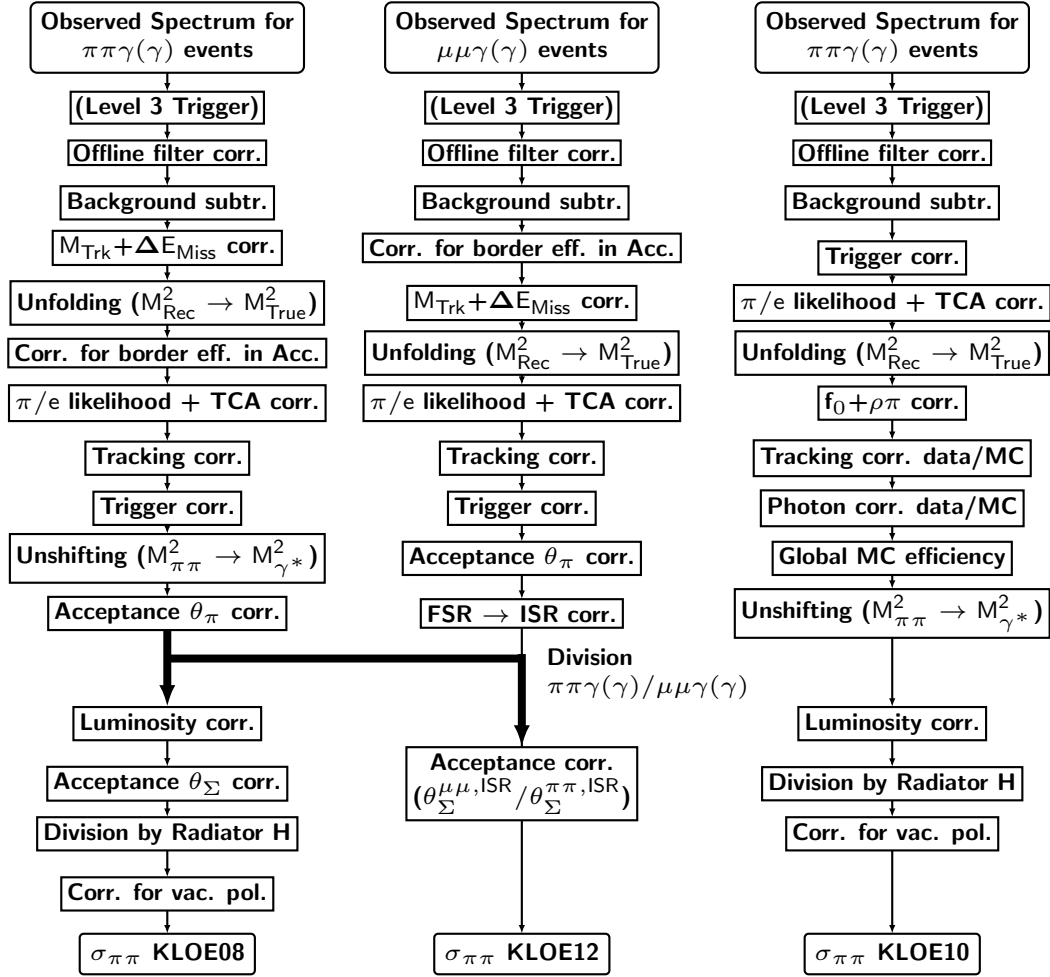 Observed Spectrum for
ππγ(γ) events
(Level 3 Trigger)
Offline filter corr.
Background subtr.
M_Trk+ΔE_Miss corr.
Unfolding (M²_Rec → M²_True)
Corr. for border eff. in Acc.
π/e likelihood + TCA corr.
Tracking corr.
Trigger corr.
Unshifting (M²_ππ → M²_γ*)
Acceptance θ_π corr.
Luminosity corr.
Acceptance θ_Σ corr.
Division by Radiator H
Corr. for vac. pol.
σ_ππ KLOE08
Observed Spectrum for
μμγ(γ) events
(Level 3 Trigger)
Offline filter corr.
Background subtr.
Corr. for border eff. in Acc.
M_Trk+ΔE_Miss corr.
Unfolding (M²_Rec → M²_True)
π/e likelihood + TCA corr.
Tracking corr.
Trigger corr.
Acceptance θ_π corr.
FSR → ISR corr.
Division
ππγ(γ)/μμγ(γ)
Acceptance corr.
(θ_Σ^μμ,ISR/θ_Σ^ππ,ISR)
σ_ππ KLOE12
Observed Spectrum for
ππγ(γ) events
(Level 3 Trigger)
Offline filter corr.
Background subtr.
Trigger corr.
π/e likelihood + TCA corr.
Unfolding (M²_Rec → M²_True)
f₀+ρπ corr.
Tracking corr. data/MC
Photon corr. data/MC
Global MC efficiency
Unshifting (M²_ππ → M²_γ*)
Luminosity corr.
Division by Radiator H
Corr. for vac. pol.
σ_ππ KLOE10